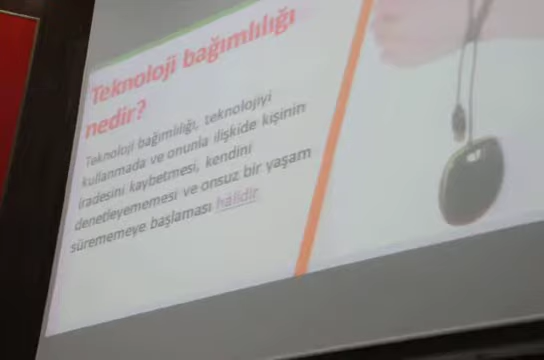 Teknoloji bağımlılığı
nedir?
Teknoloji bağımlılığı, teknolojiyi
kullanmada ve onunla ilişkide kişinin
iradesini kaybetmesi, kendini
denetleyememesi ve onsuz bir yaşam
sürememeye başlaması halidir